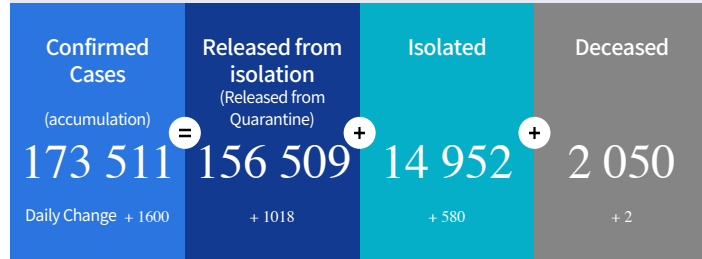 Confirmed
Cases
(accumulation)
173 511
Daily Change + 1600
=
Released from
isolation
(Released from
Quarantine)
156 509
+ 1018
+
Isolated
14 952
+ 580
+
Deceased
2 050
+ 2